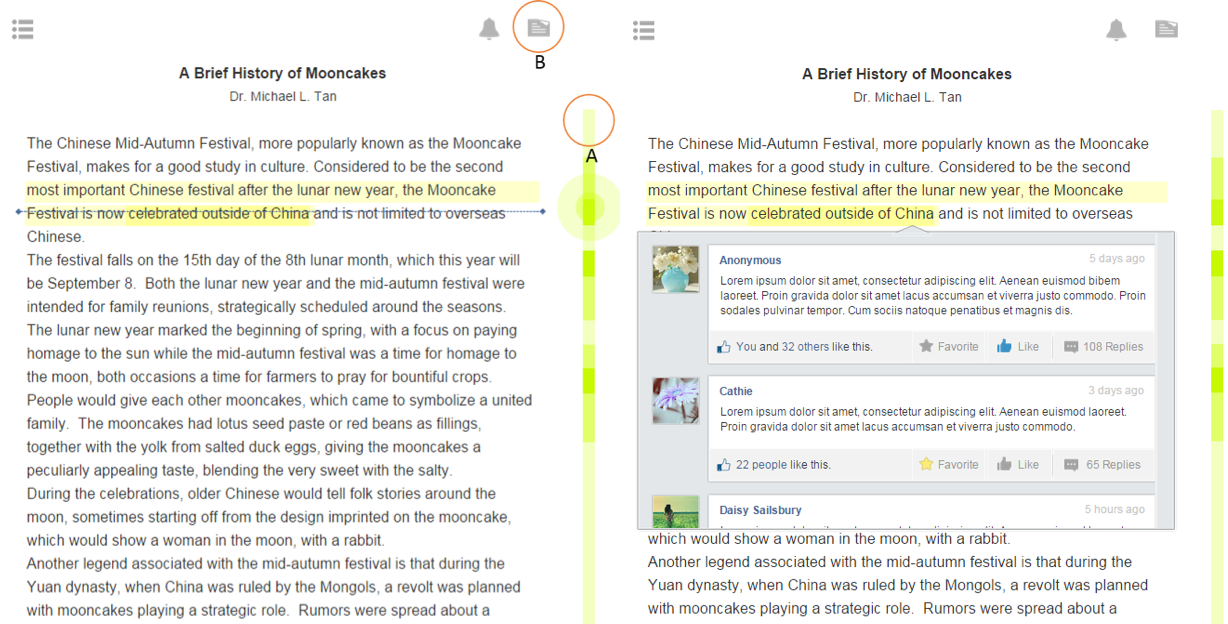 B
A Brief History of Mooncakes
Dr. Michael L. Tan
A
The Chinese Mid-Autumn Festival, more popularly known as the Mooncake
Festival, makes for a good study in culture. Considered to be the second
most important Chinese festival after the lunar new year, the Mooncake
Festival is now celebrated outside of China and is not limited to overseas
Chinese.
The festival falls on the 15th day of the 8th lunar month, which this year will
be September 8. Both the lunar new year and the mid-autumn festival were
intended for family reunions, strategically scheduled around the seasons.
The lunar new year marked the beginning of spring, with a focus on paying
homage to the sun while the mid-autumn festival was a time for homage to
the moon, both occasions a time for farmers to pray for bountiful crops.
People would give each other mooncakes, which came to symbolize a united
family. The mooncakes had lotus seed paste or red beans as fillings,
together with the yolk from salted duck eggs, giving the mooncakes a
peculiarly appealing taste, blending the very sweet with the salty.
During the celebrations, older Chinese would tell folk stories around the
moon, sometimes starting off from the design imprinted on the mooncake,
which would show a woman in the moon, with a rabbit.
Another legend associated with the mid-autumn festival is that during the
Yuan dynasty, when China was ruled by the Mongols, a revolt was planned
with mooncakes playing a strategic role. Rumors were spread about a
A Brief History of Mooncakes
Dr. Michael L. Tan
The Chinese Mid-Autumn Festival, more popularly known as the Mooncake
Festival, makes for a good study in culture. Considered to be the second
most important Chinese festival after the lunar new year, the Mooncake
Festival is now celebrated outside of China and is not limited to overseas
Anonymous 5 days ago
Lorem ipsum dolor sit amet, consectetur adipiscing elit. Aenean euismod bibem
laoreet. Proin gravida dolor sit amet lacus accumsan et viverra justo commodo. Proin
sodales pulvinar tempor. Cum sociis natoque penatibus et magnis dis.
You and 32 others like this. Favorite Like 108 Replies
Cathie 3 days ago
Lorem ipsum dolor sit amet, consectetur adipiscing elit. Aenean euismod laoreet.
Proin gravida dolor sit amet lacus accumsan et viverra justo commodo.
22 people like this. Favorite Like 65 Replies
Daisy Sailsbury 5 hours ago
which would show a woman in the moon, with a rabbit.
Another legend associated with the mid-autumn festival is that during the
Yuan dynasty, when China was ruled by the Mongols, a revolt was planned
with mooncakes playing a strategic role. Rumors were spread about a